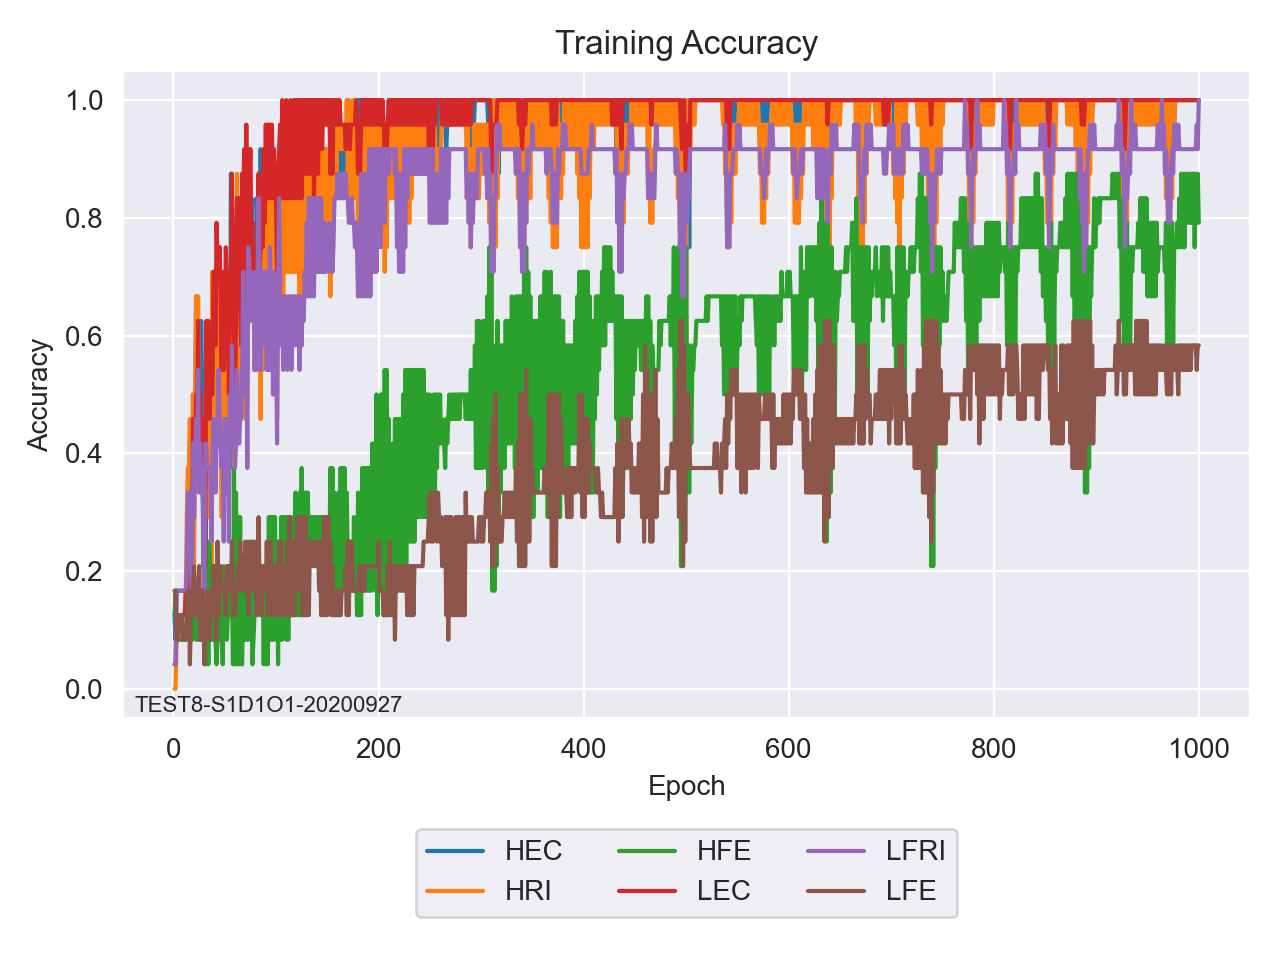 Training Accuracy
1.0
0.8
0.6
0.4
0.2
0.0
Accuracy
TEST8-S1D1O1-20200927
0 200 400 600 800 1000
Epoch
HEC HFE LFRI
HRI LEC LFE